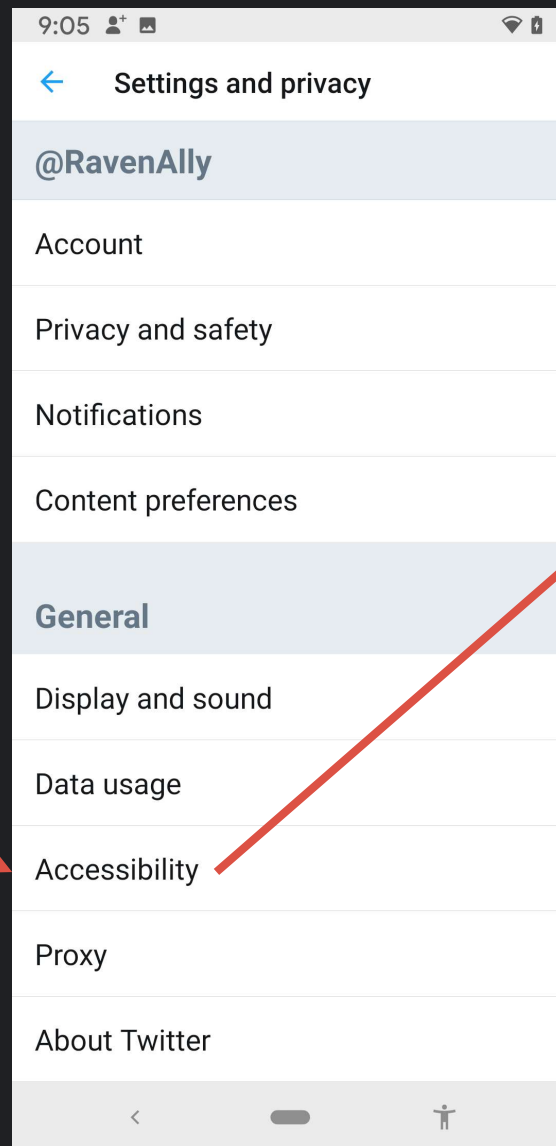 9:05
Settings and privacy
@RavenAlly
Account
Privacy and safety
Notifications
Content preferences
General
Display and sound
Data usage
Accessibility
Proxy
About Twitter